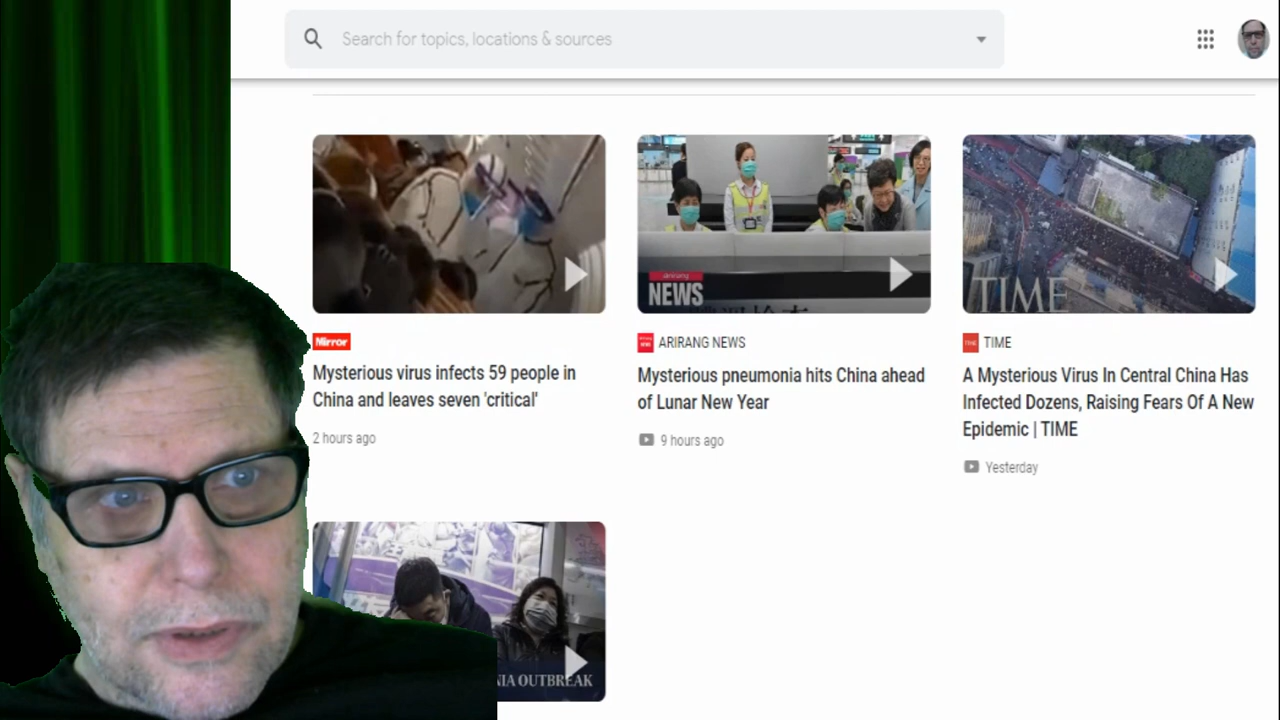 Search for topics, locations & sources
NEWS
TIME
Mirror
ARIRANG NEWS
TIME
Mysterious virus infects 59 people in
China and leaves seven 'critical'
Mysterious pneumonia hits China ahead
of Lunar New Year
A Mysterious Virus In Central China Has
Infected Dozens, Raising Fears Of A New
Epidemic | TIME
2 hours ago
9 hours ago
Yesterday
NIA OUTBREAK